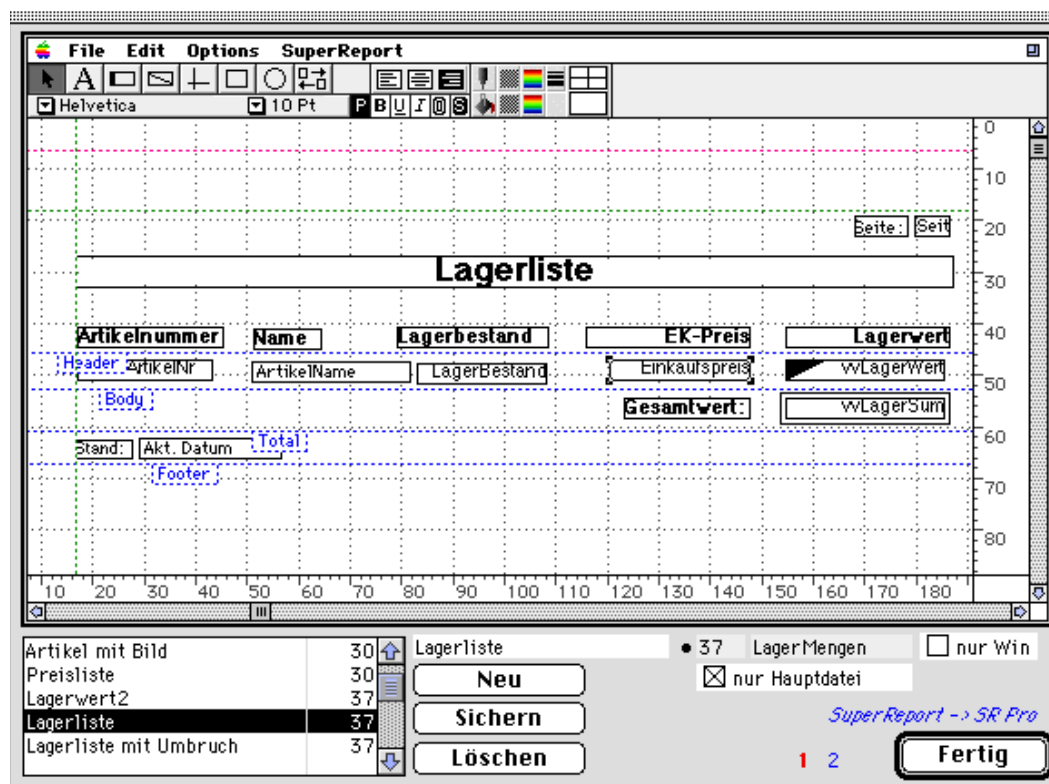 File Edit Options SuperReport
A
Helvetica 10 Pt P B U I O S
0
10
Seite: Seit 20
Lagerliste
30
Artikelnummer Name Lagerbestand EK-Preis Lagerwert 40
Header ArtikelNr ArtikelName LagerBestand Einkaufspreis vvLagerWert
50
Body Gesamtwert: vvLagerSum
60
Stand: Akt. Datum Total
Footer
70
80
10 20 30 40 50 60 70 80 90 100 110 120 130 140 150 160 170 180
Artikel mit Bild 30
Preisliste 30
Lagerwert2 37
Lagerliste 37
Lagerliste mit Umbruch 37
Lagerliste
Neu
Sichern
Löschen
37 LagerMengen nur Win
nur Hauptdatei
SuperReport -> SR Pro
1 2 Fertig